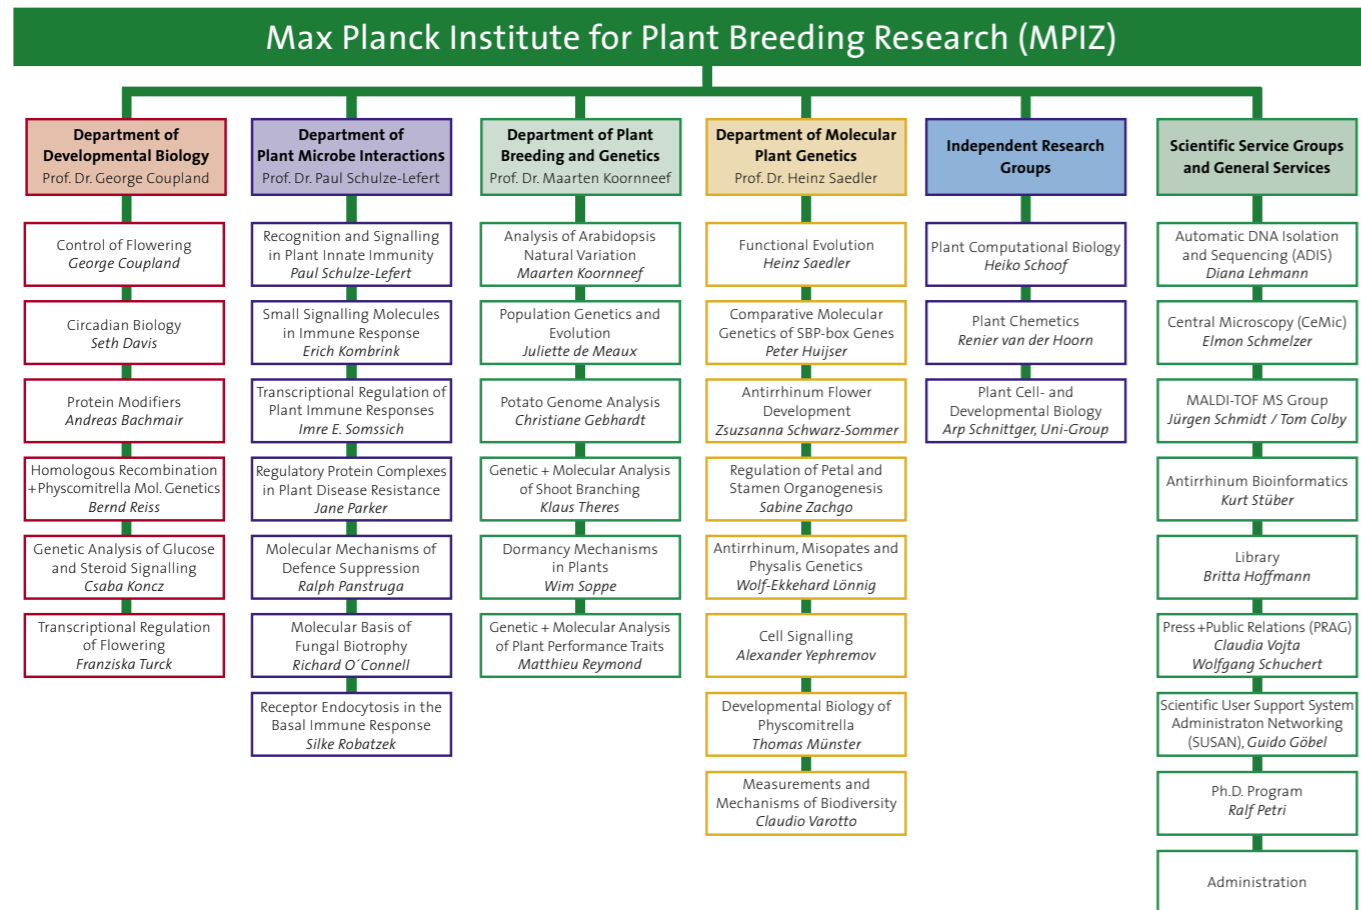 Max Planck Institute for Plant Breeding Research (MPIZ)
Department of
Developmental Biology
Prof. Dr. George Coupland
Control of Flowering
George Coupland
Circadian Biology
Seth Davis
Protein Modifiers
Andreas Bachmair
Homologous Recombination
+Physcomitrella Mol. Genetics
Bernd Reiss
Genetic Analysis of Glucose
and Steroid Signalling
Csaba Koncz
Transcriptional Regulation
of Flowering
Franziska Turck
Department of
Plant Microbe Interactions
Prof. Dr. Paul Schulze-Lefert
Recognition and Signalling
in Plant Innate Immunity
Paul Schulze-Lefert
Small Signalling Molecules
in Immune Response
Erich Kombrink
Transcriptional Regulation of
Plant Immune Responses
Imre E. Somssich
Regulatory Protein Complexes
in Plant Disease Resistance
Jane Parker
Molecular Mechanisms of
Defence Suppression
Ralph Panstruga
Molecular Basis of
Fungal Biotrophy
Richard O´Connell
Receptor Endocytosis in the
Basal Immune Response
Silke Robatzek
Department of Plant
Breeding and Genetics
Prof. Dr. Maarten Koornneef
Analysis of Arabidopsis
Natural Variation
Maarten Koornneef
Population Genetics and
Evolution
Juliette de Meaux
Potato Genome Analysis
Christiane Gebhardt
Genetic + Molecular Analysis
of Shoot Branching
Klaus Theres
Dormancy Mechanisms
in Plants
Wim Soppe
Genetic + Molecular Analysis
of Plant Performance Traits
Matthieu Reymond
Department of Molecular
Plant Genetics
Prof. Dr. Heinz Saedler
Functional Evolution
Heinz Saedler
Comparative Molecular
Genetics of SBP-box Genes
Peter Huijser
Antirrhinum Flower
Development
Zsuzsanna Schwarz-Sommer
Regulation of Petal and
Stamen Organogenesis
Sabine Zachgo
Antirrhinum, Misopates and
Physalis Genetics
Wolf-Ekkehard Lönnig
Cell Signalling
Alexander Yephremov
Developmental Biology of
Physcomitrella
Thomas Münster
Measurements and
Mechanisms of Biodiversity
Claudio Varotto
Independent Research
Groups
Plant Computational Biology
Heiko Schoof
Plant Chemetics
Renier van der Hoorn
Plant Cell- and
Developmental Biology
Arp Schnittger, Uni-Group
Scientific Service Groups
and General Services
Automatic DNA Isolation
and Sequencing (ADIS)
Diana Lehmann
Central Microscopy (CeMic)
Elmon Schmelzer
MALDI-TOF MS Group
Jürgen Schmidt / Tom Colby
Antirrhinum Bioinformatics
Kurt Stüber
Library
Britta Hoffmann
Press +Public Relations (PRAG)
Claudia Vojta
Wolfgang Schuchert
Scientific User Support System
Administraton Networking
(SUSAN), Guido Göbel
Ph.D. Program
Ralf Petri
Administration